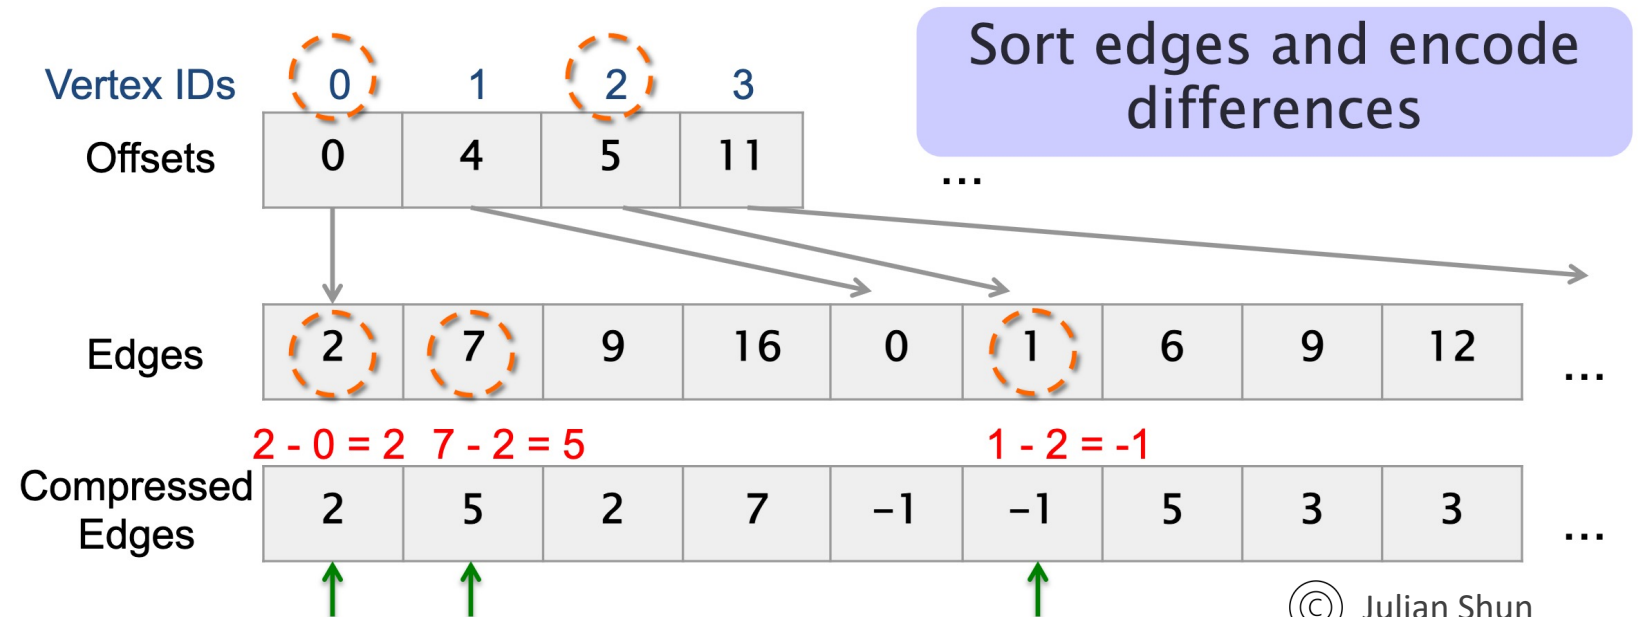 Sort edges and encode
differences
Vertex IDs 0 1 2 3
Offsets 0 4 5 11 ...
Edges 2 7 9 16 0 1 6 9 12 ...
2 - 0 = 2 7 - 2 = 5 1 - 2 = -1
Compressed
Edges 2 5 2 7 -1 -1 5 3 3 ...
© Julian Shun